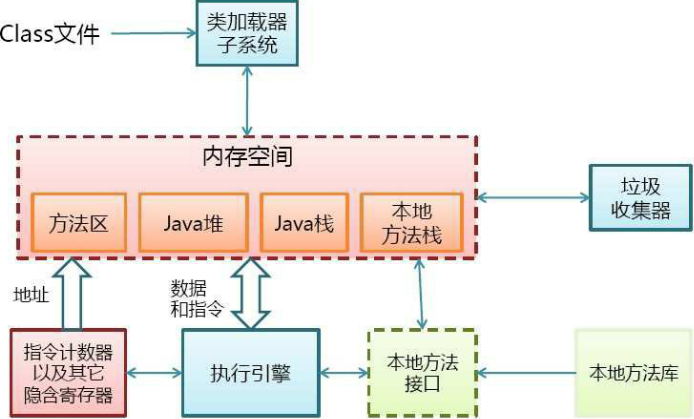 Class文件
类加载器
子系统
内存空间
方法区
Java堆
Java栈
本地
方法栈
垃圾
收集器
地址
数据
和指令
指令计数器
以及其它
隐含寄存器
执行引擎
本地方法
接口
本地方法库